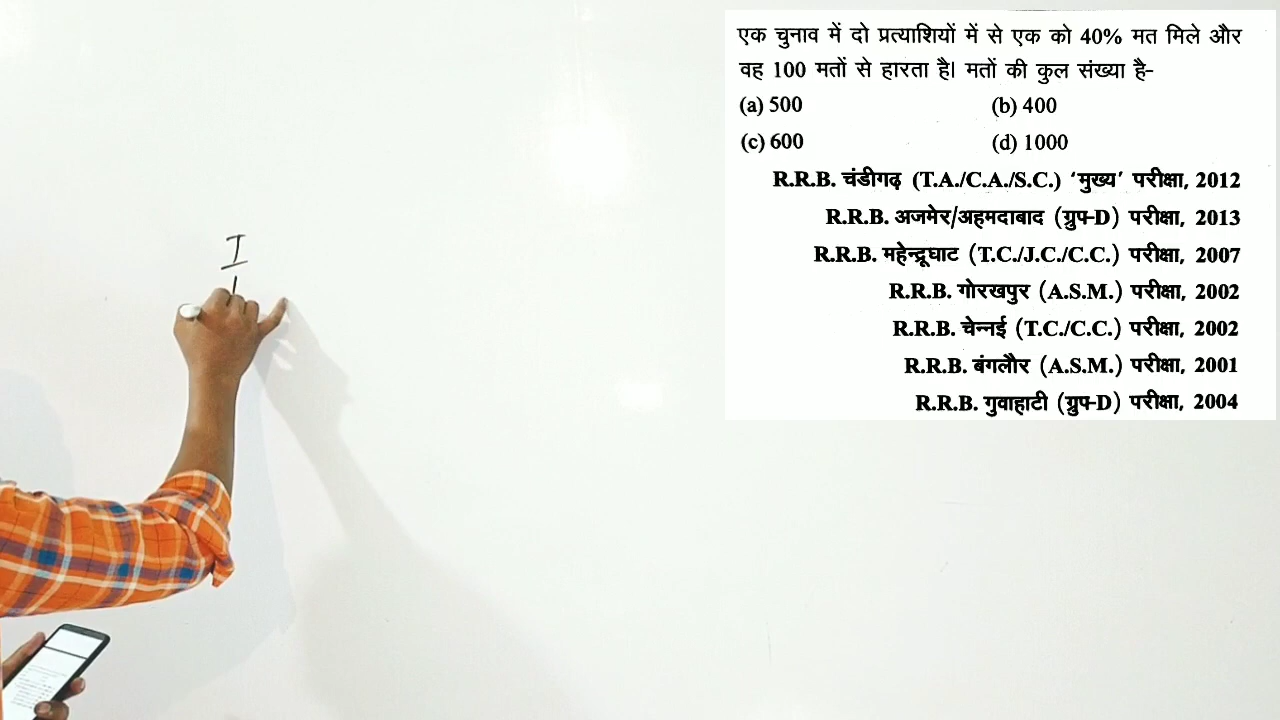 एक चुनाव में दो प्रत्याशियों में से एक को 40% मत मिले और
वह 100 मतों से हारता है। मतों की कुल संख्या है-
(a) 500 (b) 400
(c) 600 (d) 1000
R.R.B. चंडीगढ़ (T.A./C.A./S.C.) ‘मुख्य’ परीक्षा, 2012
R.R.B. अजमेर/अहमदाबाद (ग्रुप-D) परीक्षा, 2013
R.R.B. महेन्द्रूघाट (T.C./J.C./C.C.) परीक्षा, 2007
R.R.B. गोरखपुर (A.S.M.) परीक्षा, 2002
R.R.B. चेन्नई (T.C./C.C.) परीक्षा, 2002
R.R.B. बंगलौर (A.S.M.) परीक्षा, 2001
R.R.B. गुवाहाटी (ग्रुप-D) परीक्षा, 2004
I